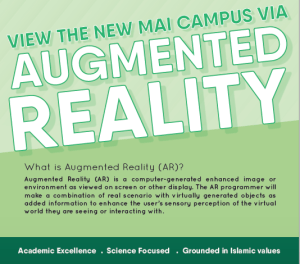 VIEW THE NEW MAI CAMPUS VIA
AUGMENTED
REALITY
What is Augmented Reality (AR)?
Augmented Reality (AR) is a computer-generated enhanced image or
environment as viewed on screen or other display. The AR programmer will
make a combination of real scenario with virtually generated objects as
added information to enhance the user's sensory perception of the virtual
world they are seeing or interacting with.
Academic Excellence . Science Focused . Grounded in Islamic values